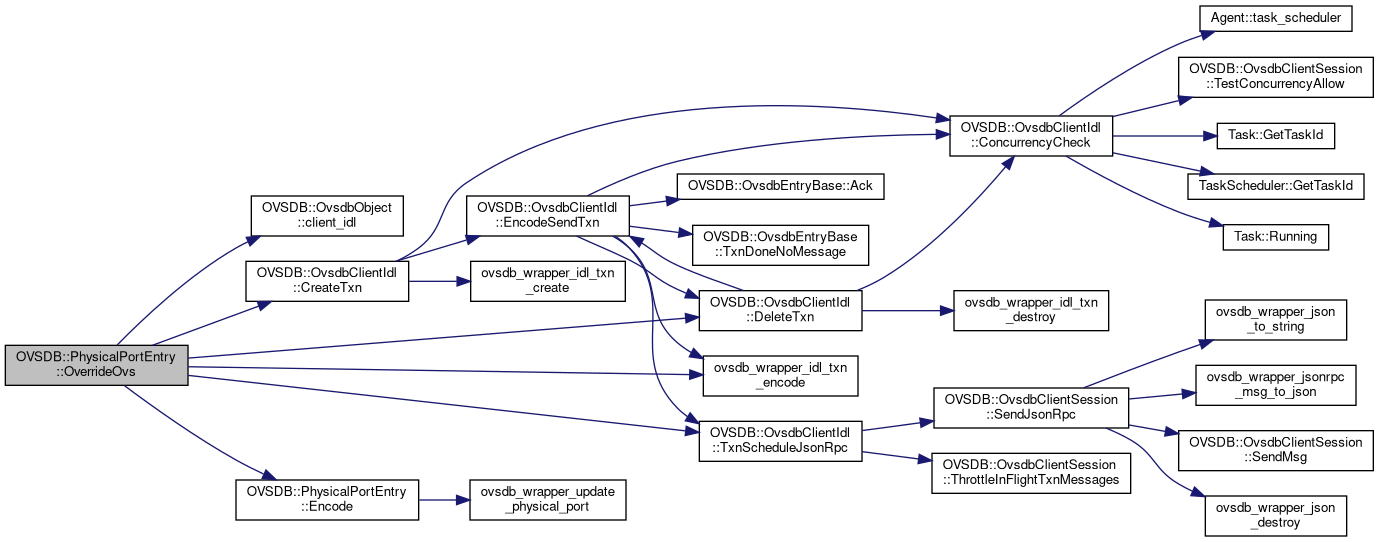 OVSDB::PhysicalPortEntry
::OverrideOvs
OVSDB::OvsdbObject
::client_idl
OVSDB::OvsdbClientIdl
::CreateTxn
OVSDB::PhysicalPortEntry
::Encode
OVSDB::OvsdbClientIdl
::EncodeSendTxn
ovsdb_wrapper_idl_txn
_create
ovsdb_wrapper_update
_physical_port
OVSDB::OvsdbEntryBase::Ack
OVSDB::OvsdbEntryBase
::TxnDoneNoMessage
OVSDB::OvsdbClientIdl
::DeleteTxn
ovsdb_wrapper_idl_txn
_encode
OVSDB::OvsdbClientIdl
::TxnScheduleJsonRpc
OVSDB::OvsdbClientIdl
::ConcurrencyCheck
ovsdb_wrapper_idl_txn
_destroy
OVSDB::OvsdbClientSession
::SendJsonRpc
OVSDB::OvsdbClientSession
::ThrottleInFlightTxnMessages
Agent::task_scheduler
OVSDB::OvsdbClientSession
::TestConcurrencyAllow
Task::GetTaskId
TaskScheduler::GetTaskId
Task::Running
ovsdb_wrapper_json
_to_string
ovsdb_wrapper_jsonrpc
_msg_to_json
OVSDB::OvsdbClientSession
::SendMsg
ovsdb_wrapper_json
_destroy